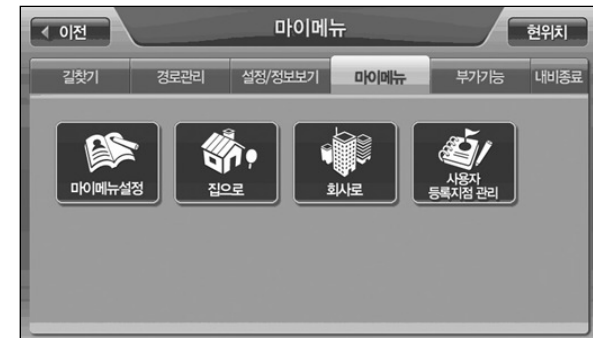 이전
마이메뉴
현위치
길찾기
경로관리
설정/정보보기
마이메뉴
부가기능
내비종료
마이메뉴설정
집으로
회사로
사용자
등록지점 관리